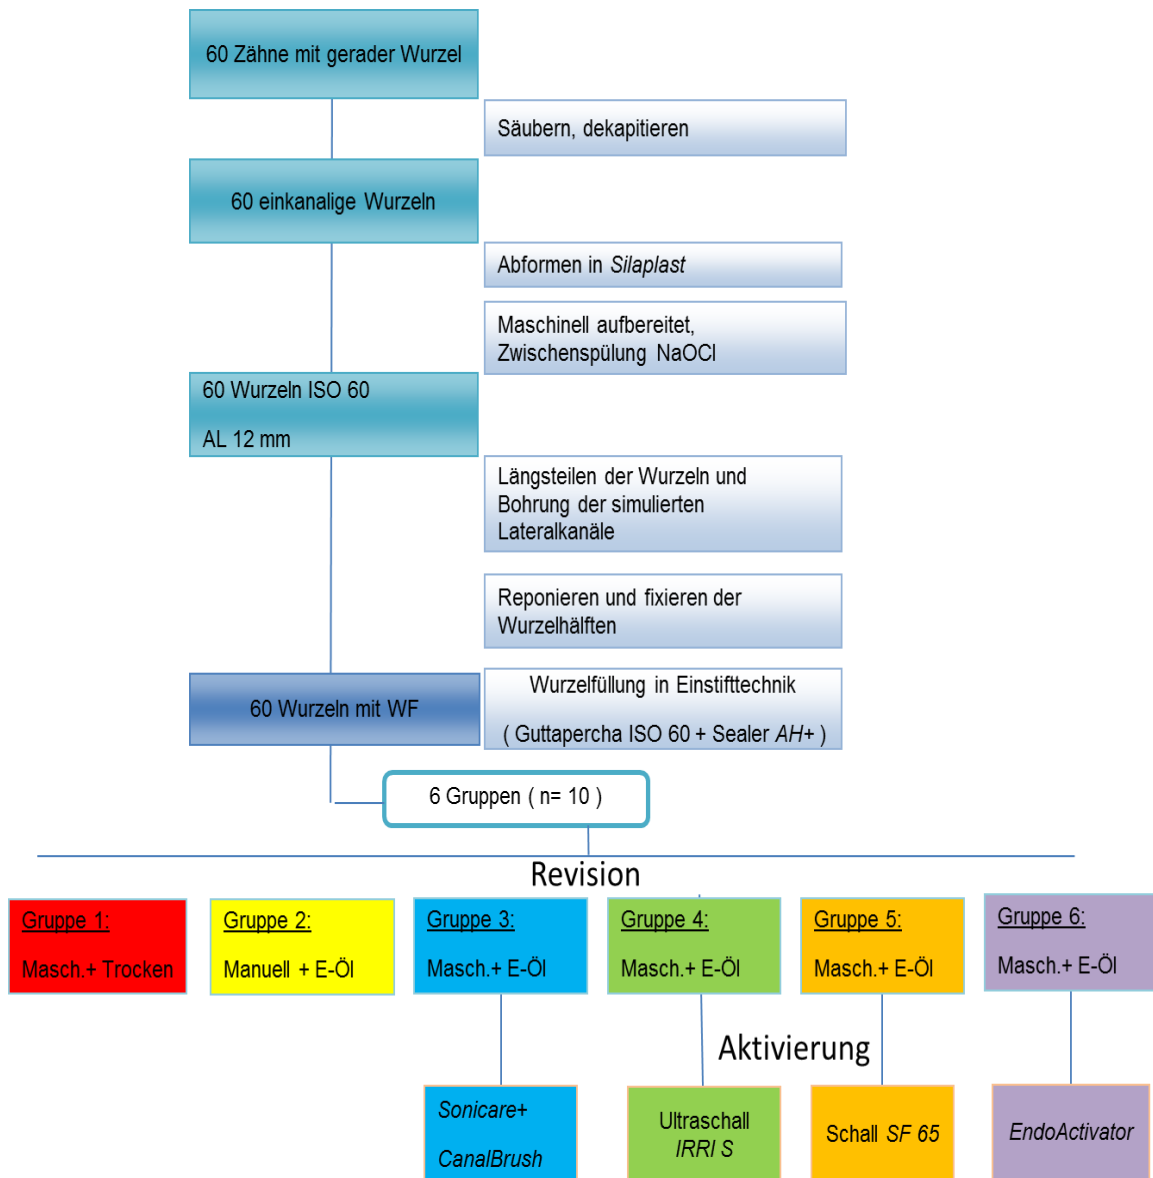 60 Zähne mit gerader Wurzel
Säubern, dekapitieren
60 einkanalige Wurzeln
Abformen in Silaplast
Maschinell aufbereitet,
Zwischenspülung NaOCl
60 Wurzeln ISO 60
AL 12 mm
Längsteilen der Wurzeln und
Bohrung der simulierten
Lateralkanäle
Reponieren und fixieren der
Wurzelhälften
60 Wurzeln mit WF
Wurzelfüllung in Einstifttechnik
( Guttapercha ISO 60 + Sealer AH+ )
6 Gruppen ( n= 10 )
Revision
Gruppe 1:
Masch.+ Trocken
Gruppe 2:
Manuell + E-Öl
Gruppe 3:
Masch.+ E-Öl
Gruppe 4:
Masch.+ E-Öl
Gruppe 5:
Masch.+ E-Öl
Gruppe 6:
Masch.+ E-Öl
Aktivierung
Sonicare+
CanalBrush
Ultraschall
IRRI S
Schall SF 65
EndoActivator